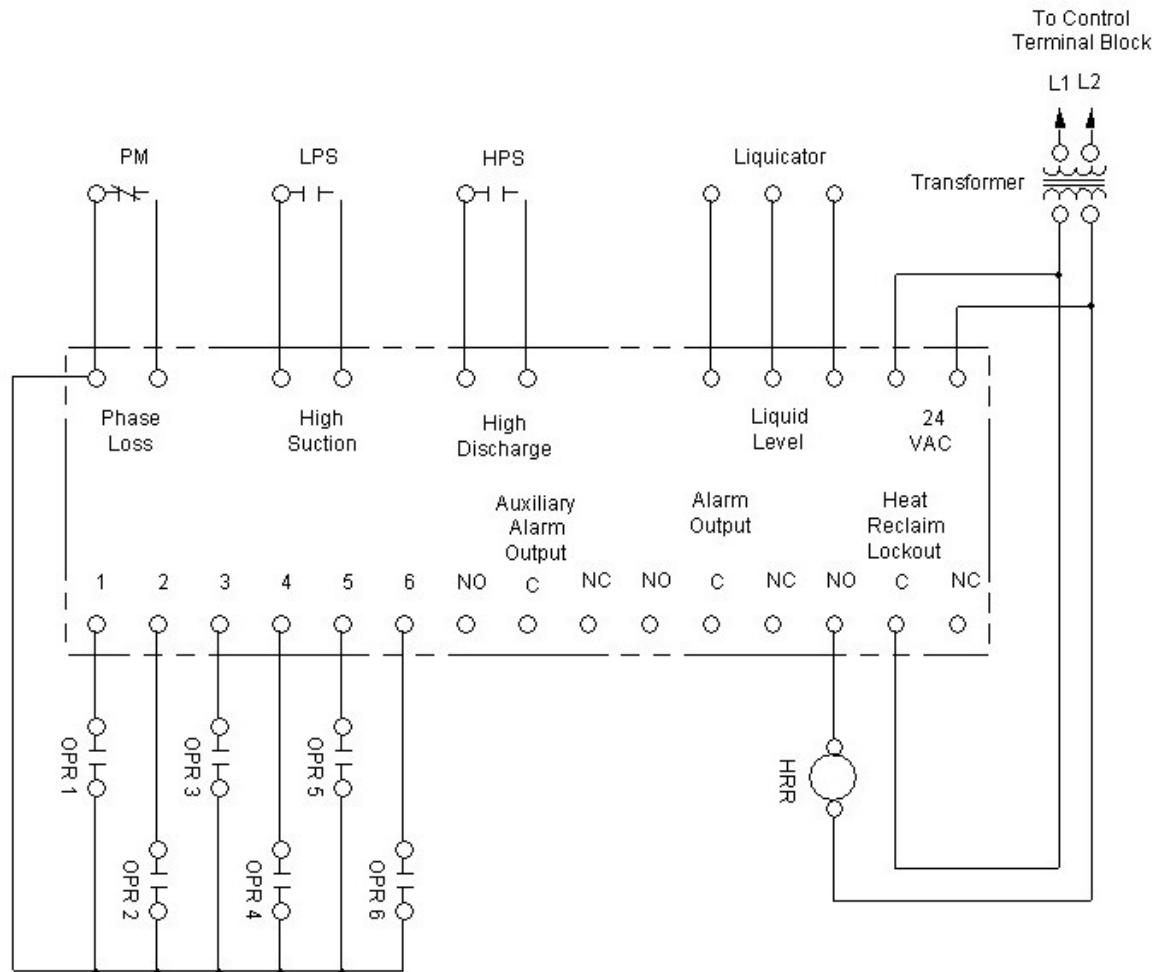 To Control
Terminal Block
L1 L2
PM
LPS
HPS
Liquicator
Transformer
Phase
Loss
High
Suction
High
Discharge
Liquid
Level
24
VAC
Auxiliary
Alarm
Output
Alarm
Output
Heat
Reclaim
Lockout
1 2 3 4 5 6 NO C NC NO C NC NO C NC
OPR 1
OPR 2
OPR 3
OPR 4
OPR 5
OPR 6
HRR